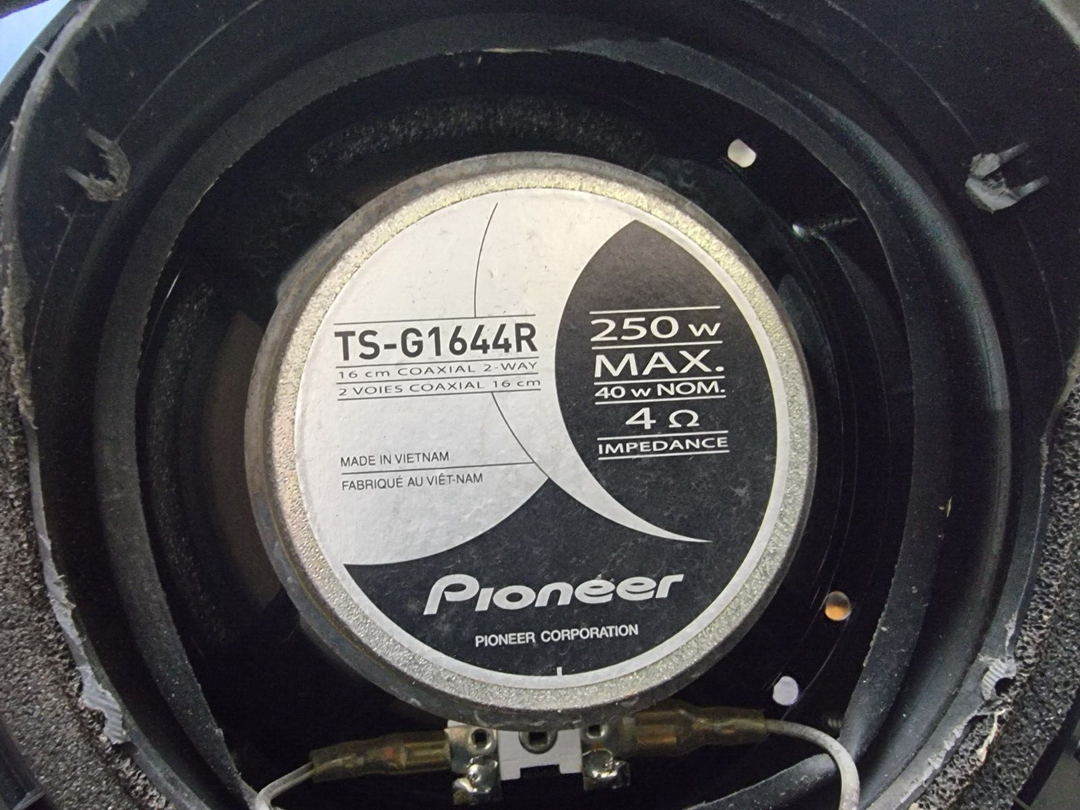 TS-G1644R
16 cm COAXIAL 2-WAY
2 VOIES COAXIAL 16 cm
MADE IN VIETNAM
FABRIQUÉ AU VIÊT-NAM
250 w
MAX.
40 w NOM.
4 Ω
IMPEDANCE
Pioneer
PIONEER CORPORATION